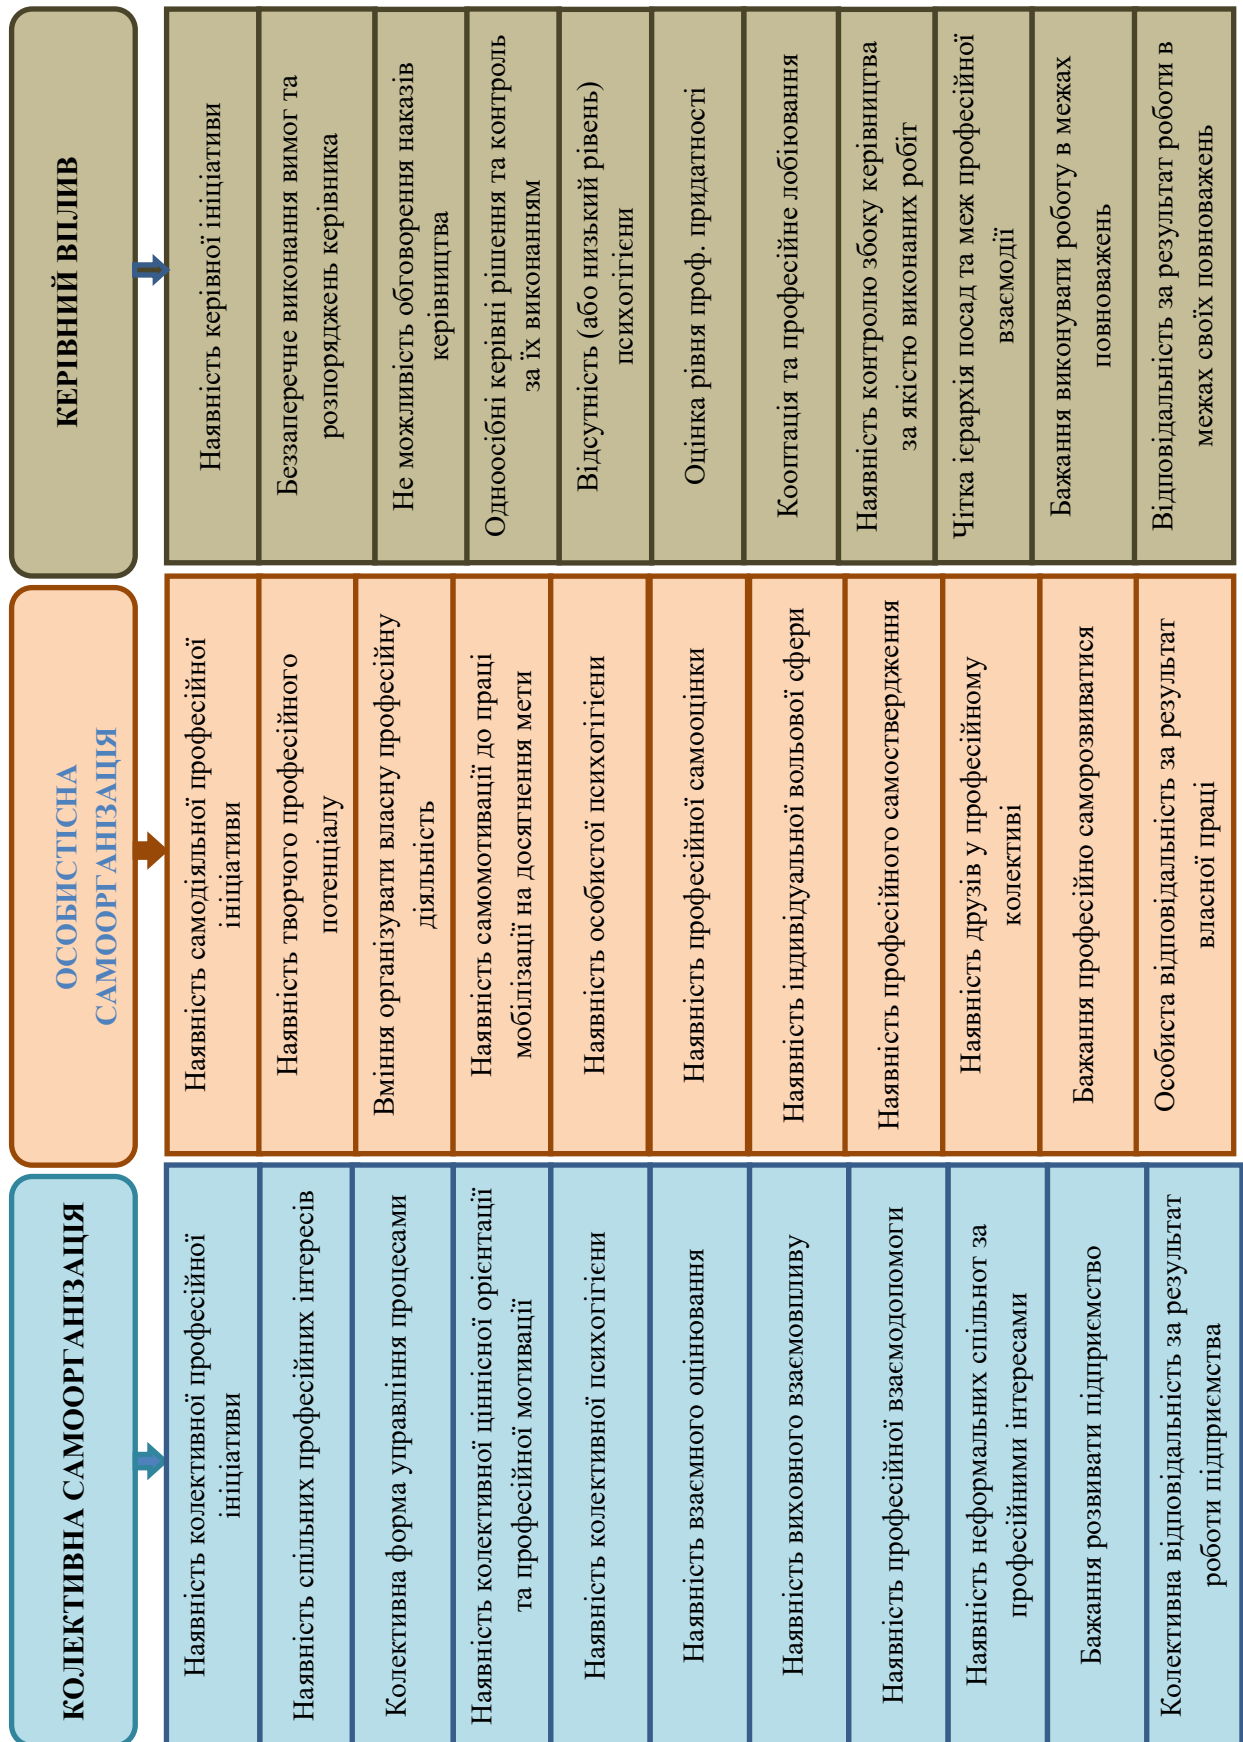 КОЛЕКТИВНА САМООРГАНІЗАЦІЯ
Наявність колективної професійної
ініціативи
Наявність спільних професійних інтересів
Колективна форма управління процесами
Наявність колективної ціннісної орієнтації
та професійної мотивації
Наявність колективної психогігієни
Наявність взаємного оцінювання
Наявність виховного взаємовпливу
Наявність професійної взаємодопомоги
Наявність неформальних спільнот за
професійними інтересами
Бажання розвивати підприємство
Колективна відповідальність за результат
роботи підприємства
ОСОБИСТІСНА
САМООРГАНІЗАЦІЯ
Наявність самодіяльної професійної
ініціативи
Наявність творчого професійного
потенціалу
Вміння організувати власну професійну
діяльність
Наявність самомотивації до праці
мобілізації на досягнення мети
Наявність особистої психогігієни
Наявність професійної самооцінки
Наявність індивідуальної вольової сфери
Наявність професійного самоствердження
Наявність друзів у професійному
колективі
Бажання професійно саморозвиватися
Особиста відповідальність за результат
власної праці
КЕРІВНИЙ ВПЛИВ
Наявність керівної ініціативи
Беззаперечне виконання вимог та
розпоряджень керівника
Не можливість обговорення наказів
керівництва
Одноосібні керівні рішення та контроль
за їх виконанням
Відсутність (або низький рівень)
психогігієни
Оцінка рівня проф. придатності
Кооптація та професійне лобіювання
Наявність контролю збоку керівництва
за якістю виконаних робіт
Чітка ієрархія посад та меж професійної
взаємодії
Бажання виконувати роботу в межах
повноважень
Відповідальність за результат роботи в
межах своїх повноважень